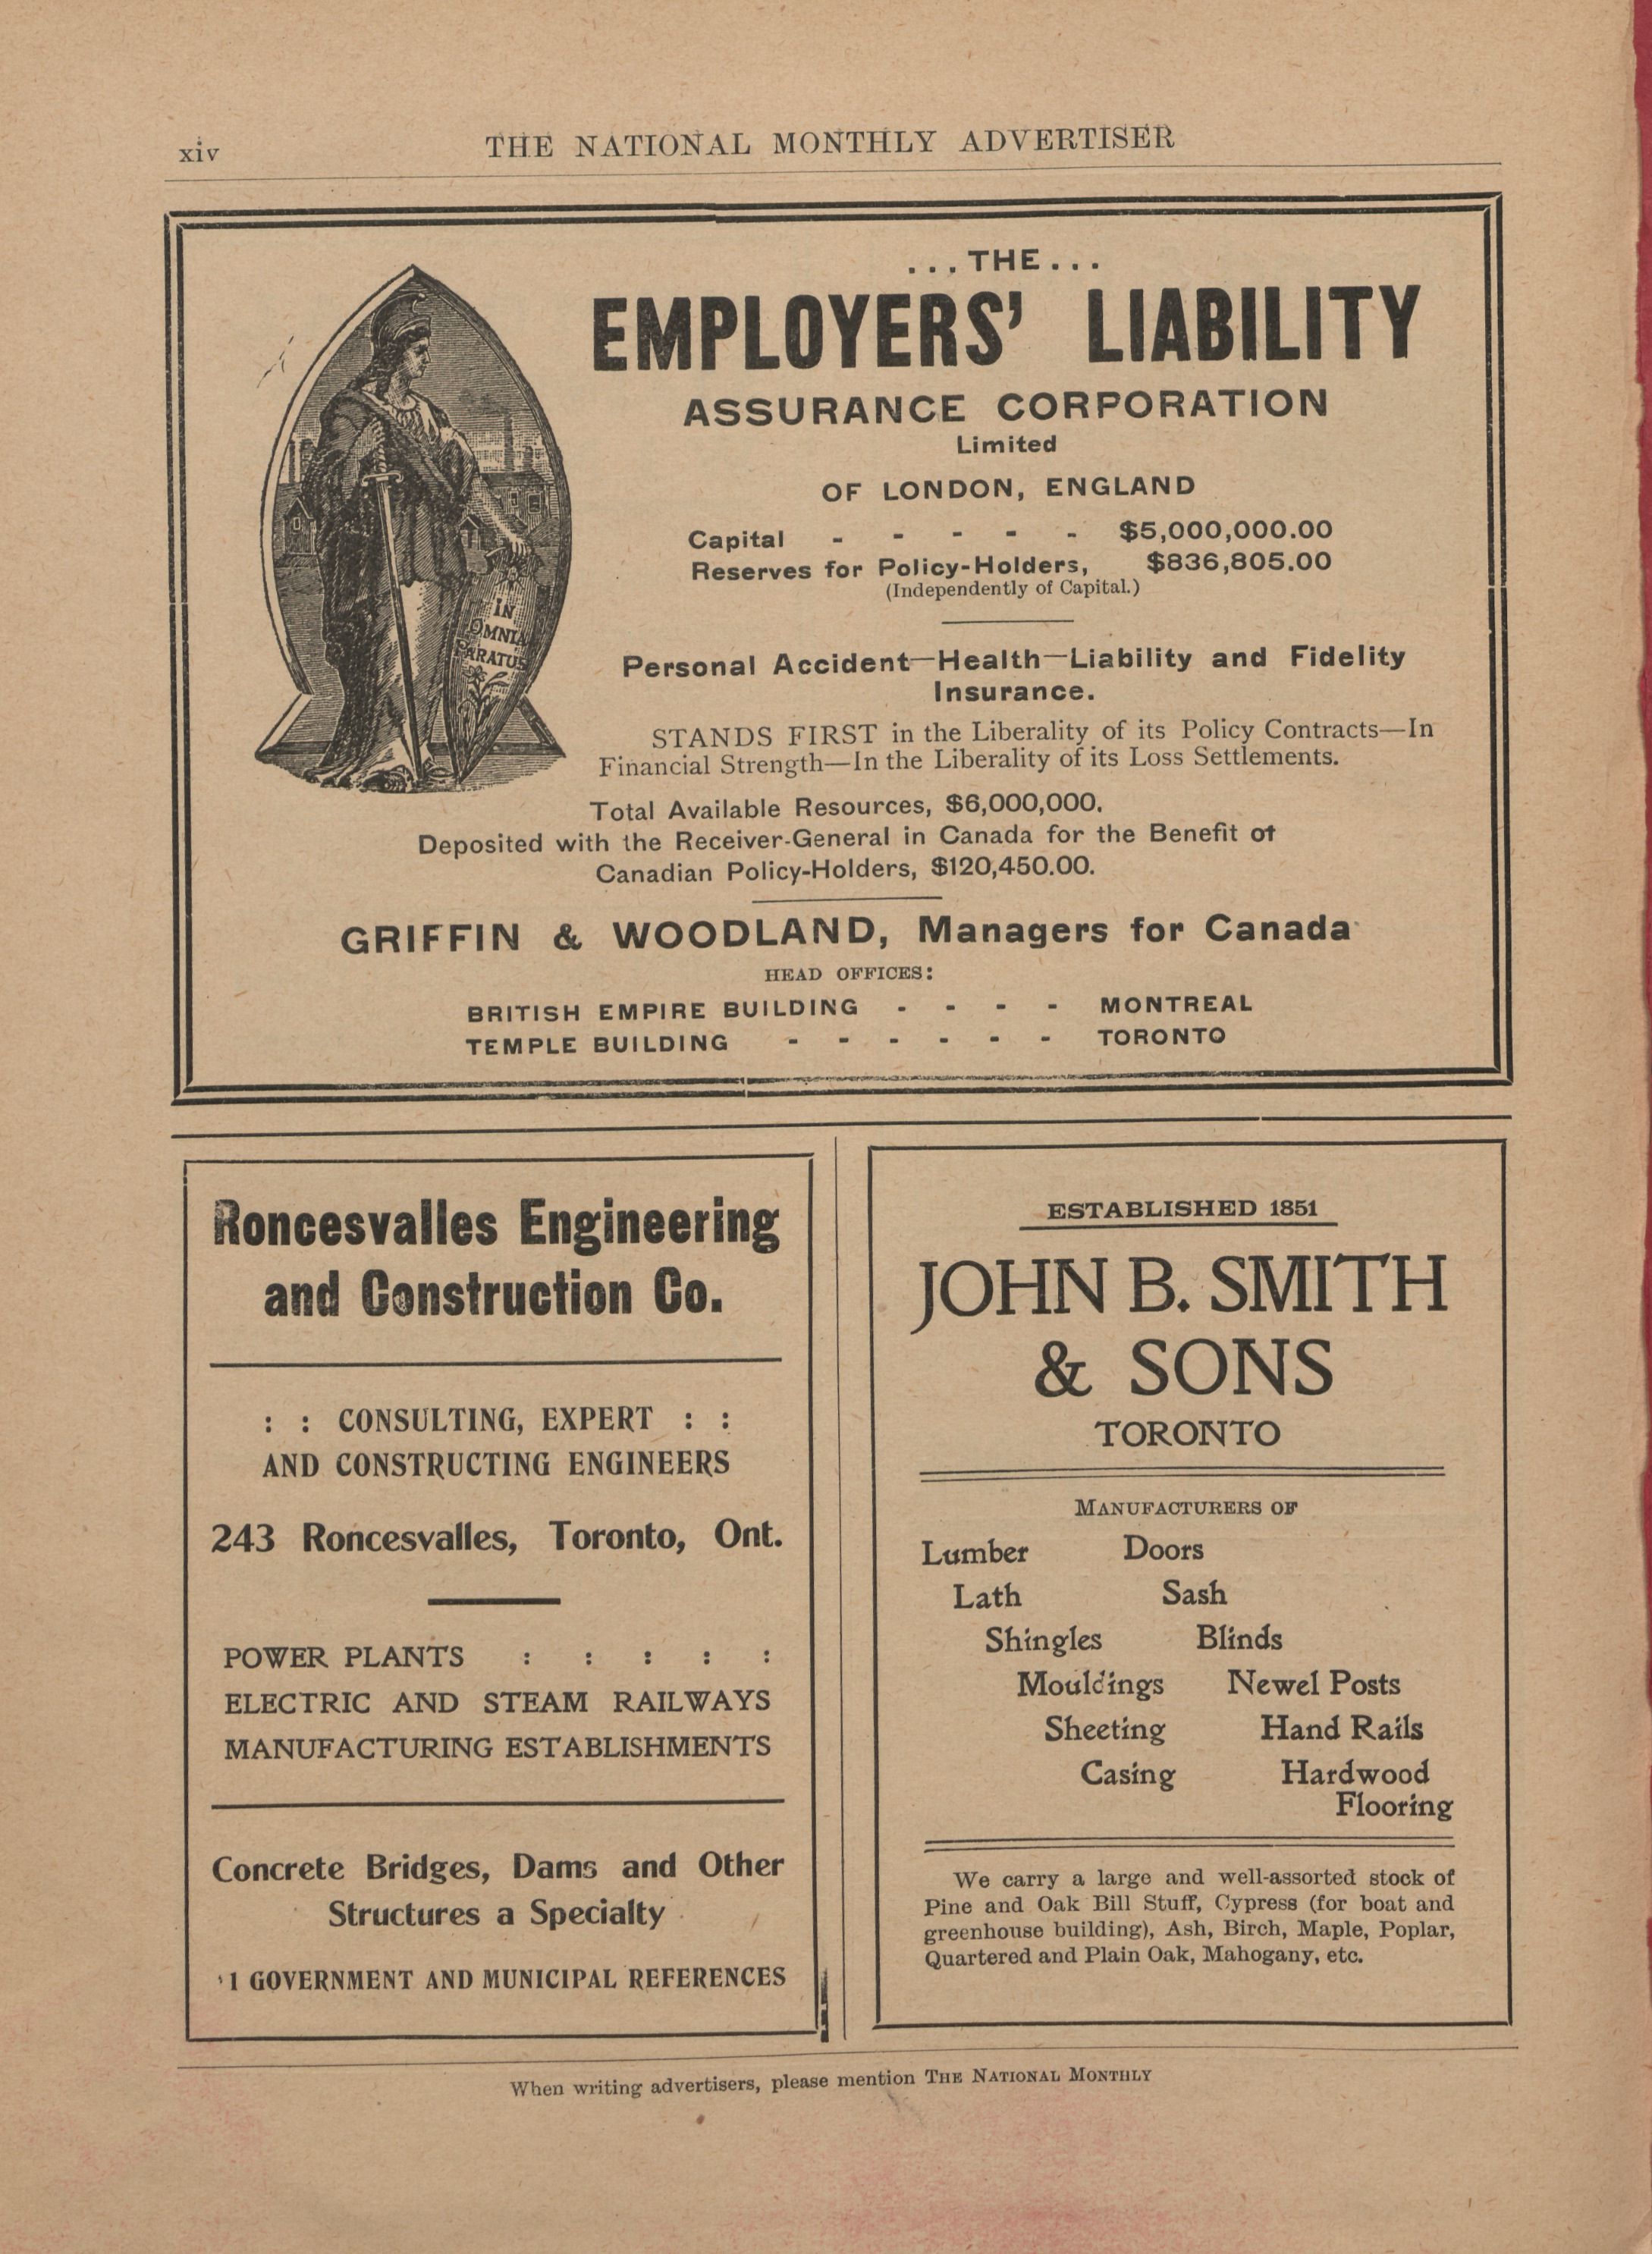 xiv THE NATIONAL MONTHLY ADVERTISER
...THE...
EMPLOYERS' LIABILITY
ASSURANCE CORPORATION
Limited
OF LONDON, ENGLAND
Capital - - - - - $5,000,000.00
Reserves for Policy-Holders, $836,805.00
(Independently of Capital.)
IN
OMNIA
PARATUS
Personal Accident—Health—Liability and Fidelity
Insurance.
STANDS FIRST in the Liberality of its Policy Contracts—In
Financial Strength—In the Liberality of its Loss Settlements.
Total Available Resources, $6,000,000.
Deposited with the Receiver-General in Canada for the Benefit of
Canadian Policy-Holders, $120,450.00.
GRIFFIN & WOODLAND, Managers for Canada
HEAD OFFICES:
BRITISH EMPIRE BUILDING - - - - MONTREAL
TEMPLE BUILDING - - - - - - TORONTO
Roncesvalles Engineering
and Construction Co.
: : CONSULTING, EXPERT : :
AND CONSTRUCTING ENGINEERS
243 Roncesvalles, Toronto, Ont.
POWER PLANTS : : : : :
ELECTRIC AND STEAM RAILWAYS
MANUFACTURING ESTABLISHMENTS
Concrete Bridges, Dams and Other
Structures a Specialty
GOVERNMENT AND MUNICIPAL REFERENCES
ESTABLISHED 1851
JOHN B. SMITH
& SONS
TORONTO
MANUFACTURERS OF
Lumber Doors
Lath Sash
Shingles Blinds
Mouldings Newel Posts
Sheeting Hand Rails
Casing Hardwood
Flooring
We carry a large and well-assorted stock of
Pine and Oak Bill Stuff, Cypress (for boat and
greenhouse building), Ash, Birch, Maple, Poplar,
Quartered and Plain Oak, Mahogany, etc.
When writing advertisers, please mention THE NATIONAL MONTHLY